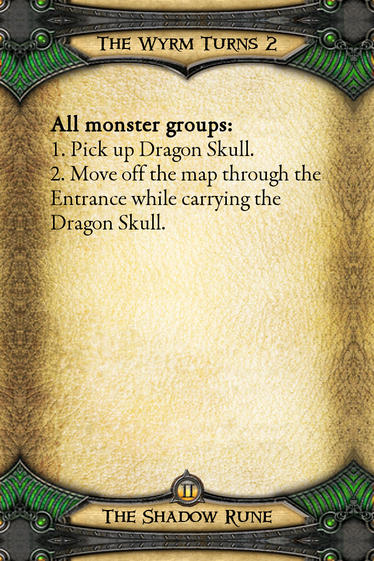 The Wyrm Turns 2
All monster groups:
1. Pick up Dragon Skull.
2. Move off the map through the
Entrance while carrying the
Dragon Skull.
II
The Shadow Rune